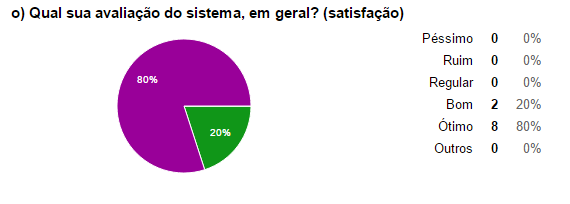 o) Qual sua avaliação do sistema, em geral? (satisfação)
Péssimo 0 0%
Ruim 0 0%
Regular 0 0%
Bom 2 20%
Ótimo 8 80%
Outros 0 0%
80%
20%